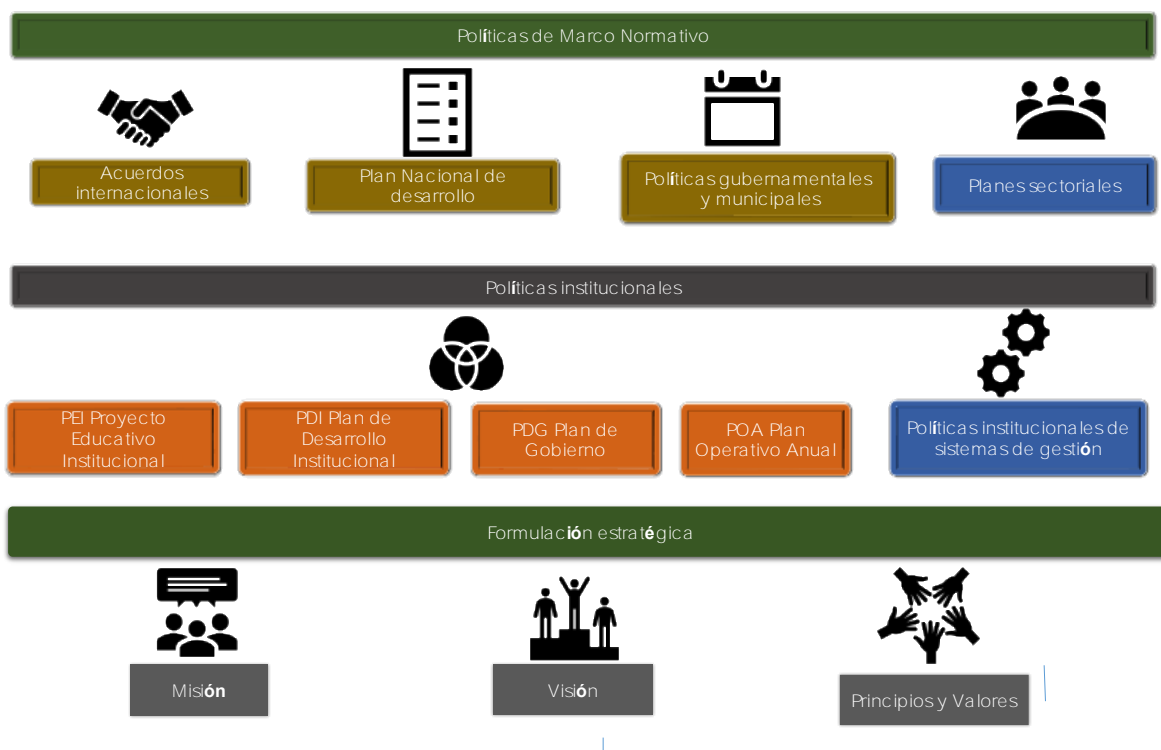 Políticas de Marco Normativo
Acuerdos
internacionales
Plan Nacional de
desarrollo
Políticas gubernamentales
y municipales
Planes sectoriales
Políticas institucionales
PEI Proyecto
Educativo
Institucional
PDI Plan de
Desarrollo
Institucional
PDG Plan de
Gobierno
POA Plan
Operativo Anual
Políticas institucionales de
sistemas de gestión
Formulación estratégica
Misión
Visión
Principios y Valores